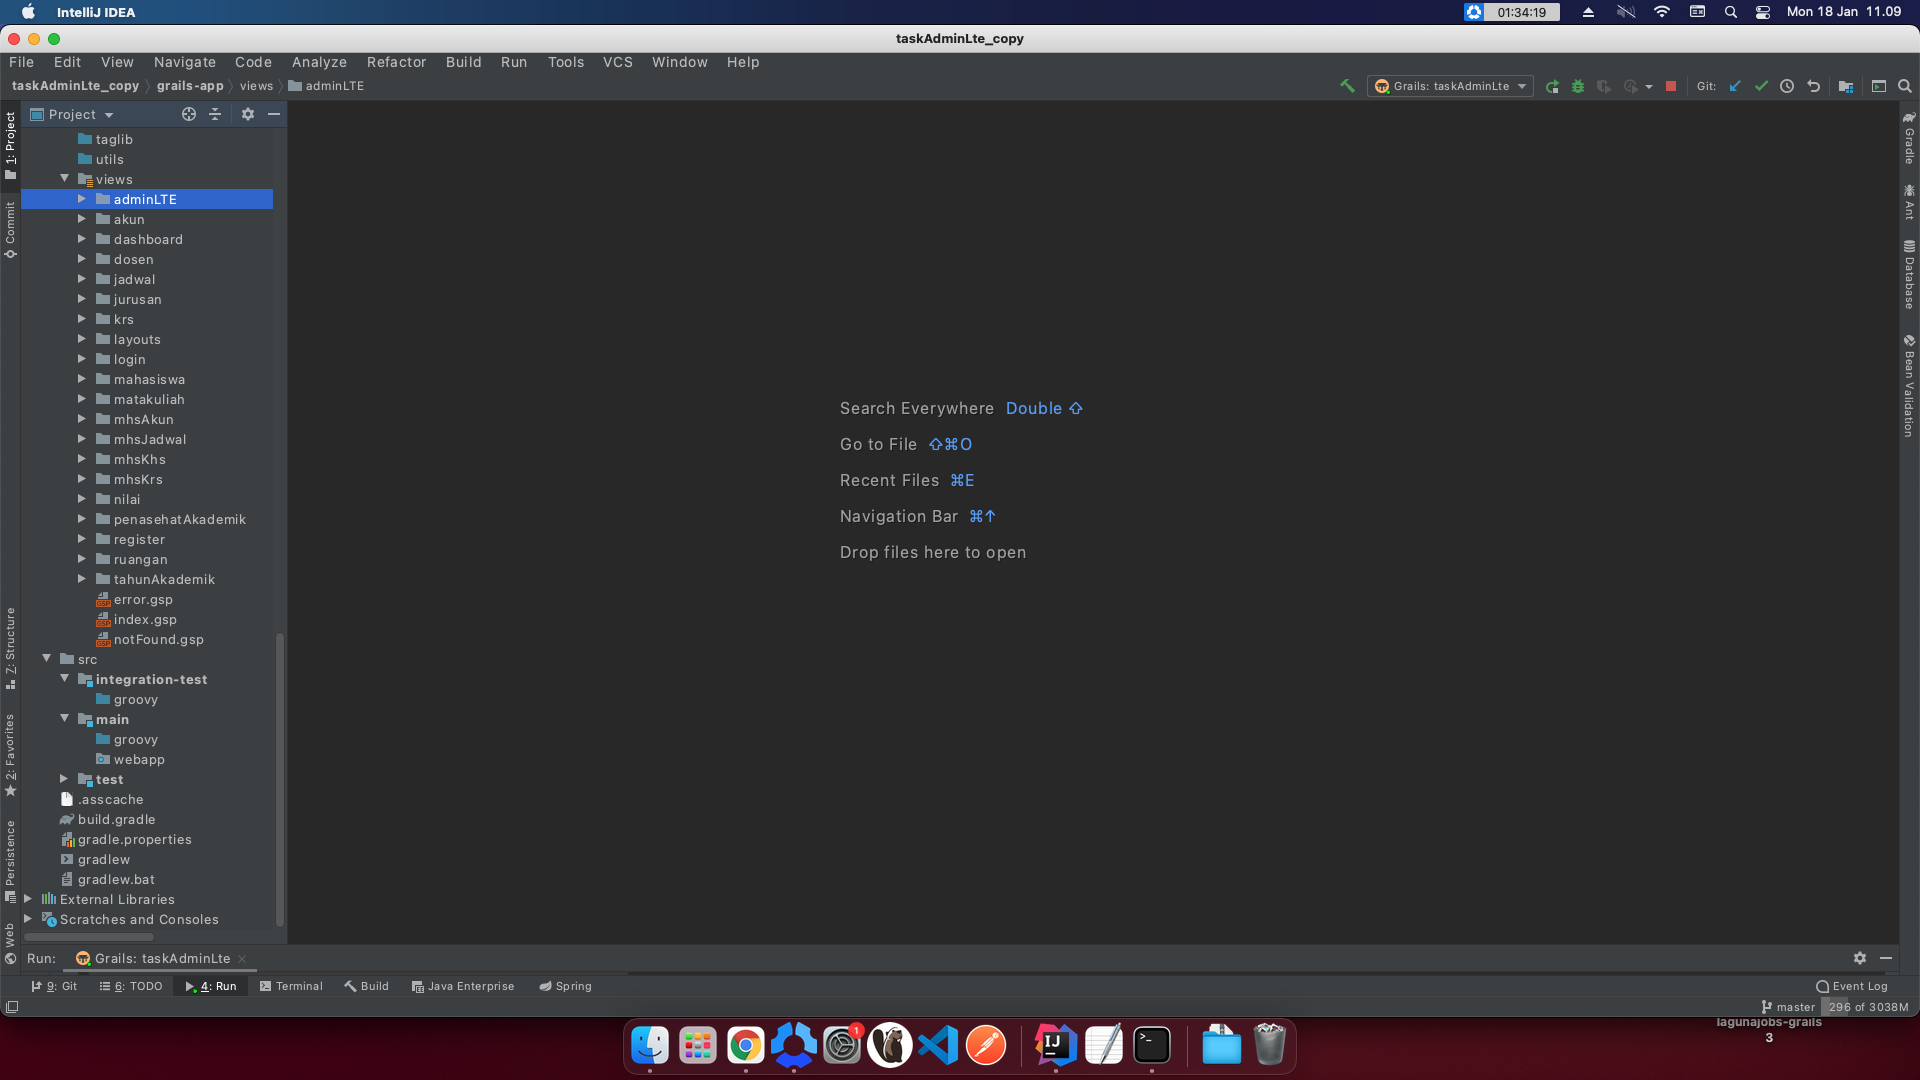 IntelliJ IDEA
01:34:19
Mon 18 Jan 11.09
taskAdminLte_copy
File Edit View Navigate Code Analyze Refactor Build Run Tools VCS Window Help
taskAdminLte_copy grails-app views adminLTE
Grails: taskAdminLte
Git:
1: Project
Commit
7: Structure
2: Favorites
Persistence
Web
Project
taglib
utils
views
adminLTE
akun
dashboard
dosen
jadwal
jurusan
krs
layouts
login
mahasiswa
matakuliah
mhsAkun
mhsJadwal
mhsKhs
mhsKrs
nilai
penasehatAkademik
register
ruangan
tahunAkademik
error.gsp
index.gsp
notFound.gsp
src
integration-test
groovy
main
groovy
webapp
test
.asscache
build.gradle
gradle.properties
gradlew
gradlew.bat
External Libraries
Scratches and Consoles
Search Everywhere Double ⇧
Go to File ⇧⌘O
Recent Files ⌘E
Navigation Bar ⌘↑
Drop files here to open
Gradle
Ant
Database
Bean Validation
Run: Grails: taskAdminLte
9: Git 6: TODO 4: Run Terminal Build Java Enterprise Spring
Event Log
master 296 of 3038M
lagunajobs-grails
3
1
IJ